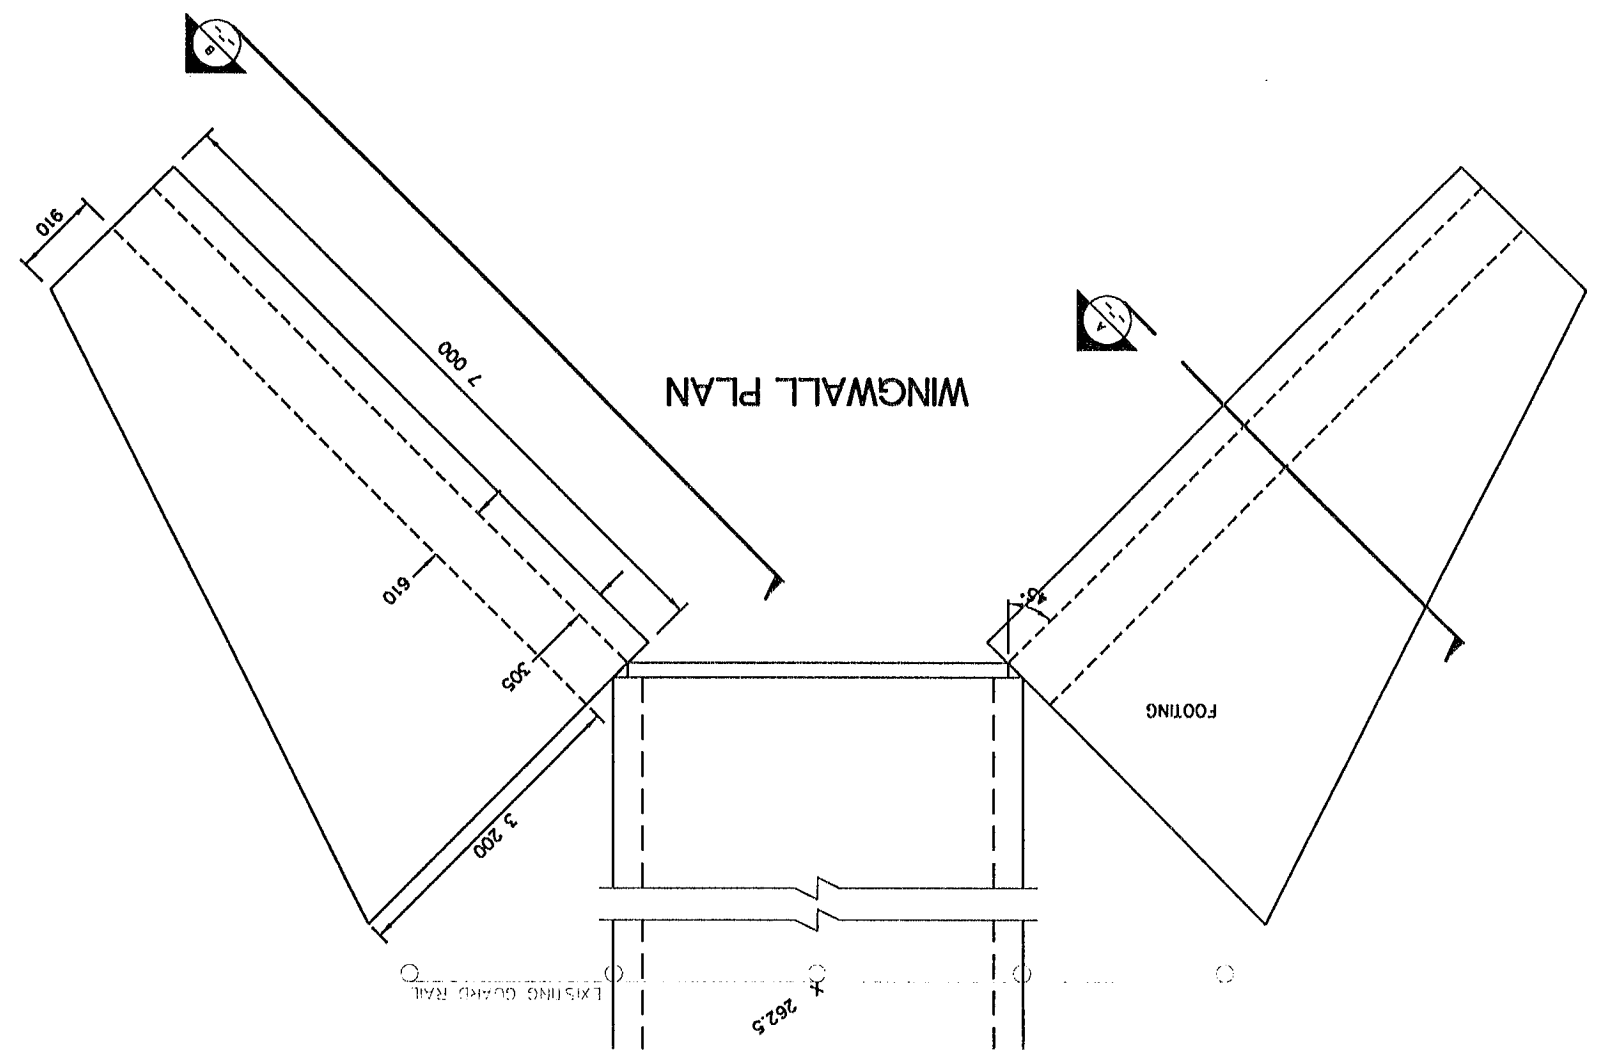 262.5
EXISTING GUARD RAIL
3 200
FOOTING
305
610
45°
WINGWALL PLAN
7 000
A
910
B